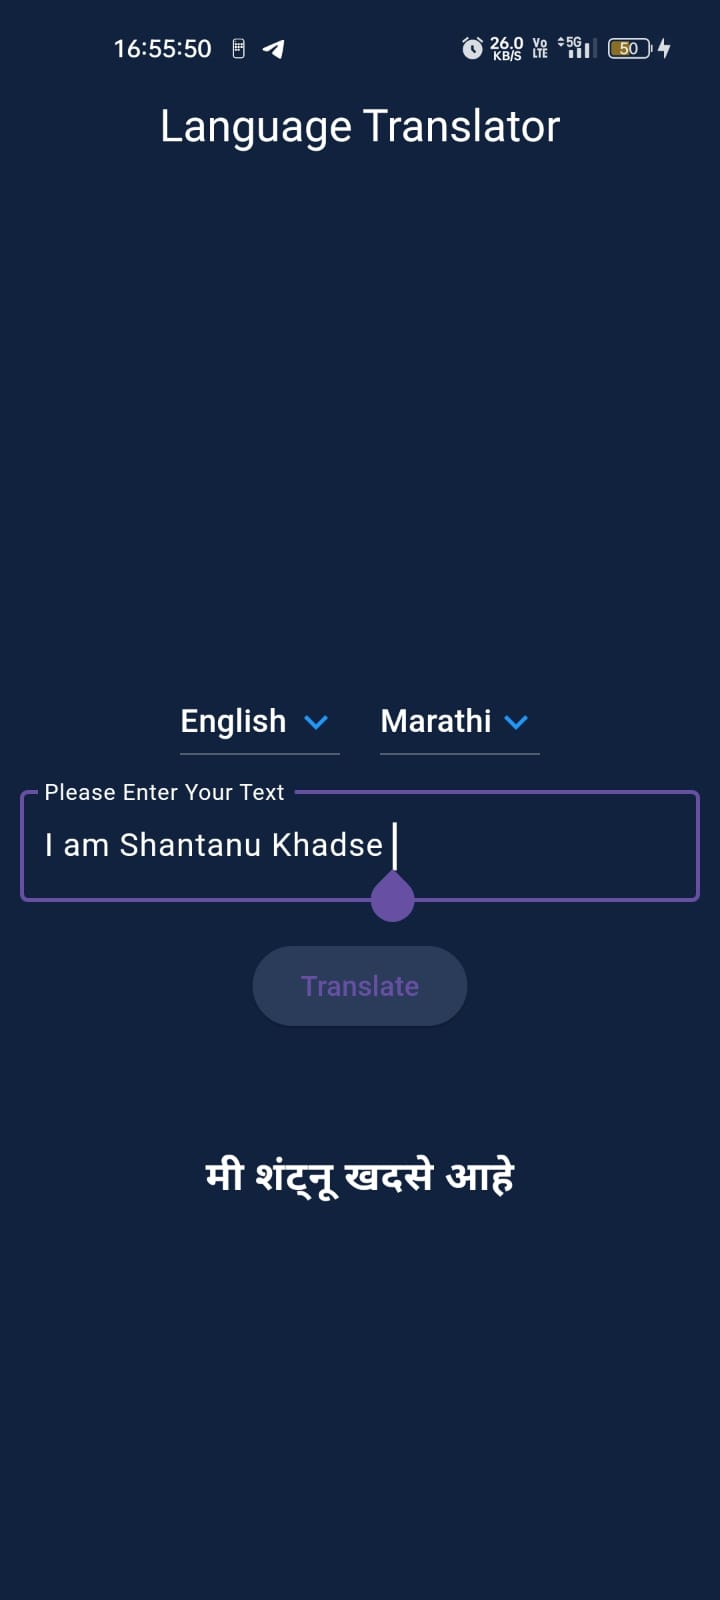 16:55:50 26.0 KB/S Vo LTE 5G 50
Language Translator
English Marathi
Please Enter Your Text
I am Shantanu Khadse
Translate
मी शंट्नू खदसे आहे